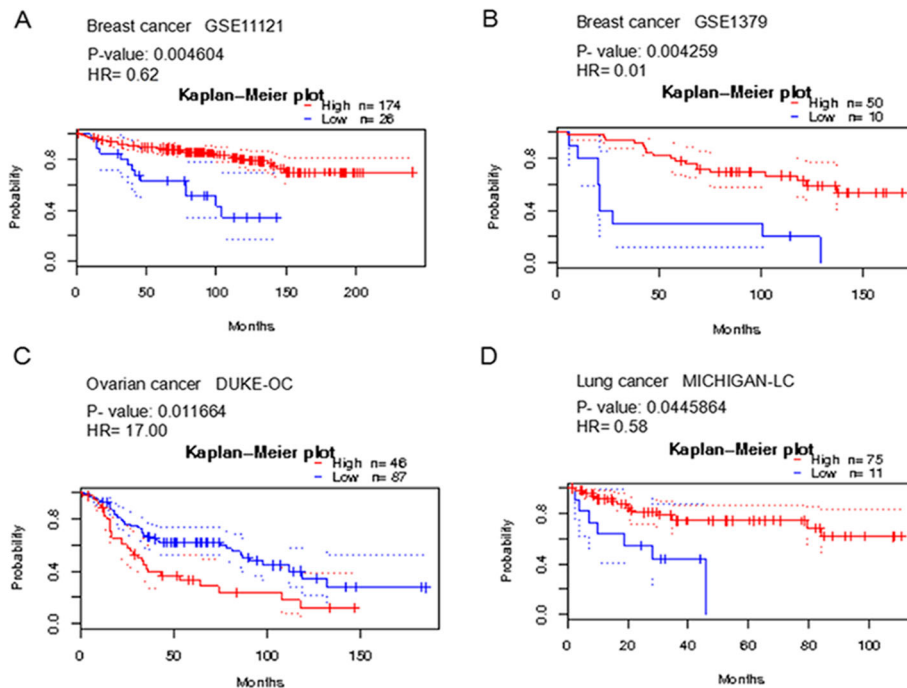 A
Breast cancer GSE11121
P-value: 0.004604
HR= 0.62
Kaplan-Meier plot
High n= 174
Low n= 26
Probability
0.8
0.4
0.0
0 50 100 150 200
Months
B
Breast cancer GSE1379
P-value: 0.004259
HR= 0.01
Kaplan-Meier plot
High n= 50
Low n= 10
Probability
0.8
0.4
0.0
0 50 100 150
Months
C
Ovarian cancer DUKE-OC
P- value: 0.011664
HR= 17.00
Kaplan-Meier plot
High n= 46
Low n= 87
Probability
0.8
0.4
0.0
0 50 100 150
Months
D
Lung cancer MICHIGAN-LC
P- value: 0.0445864
HR= 0.58
Kaplan-Meier plot
High n= 75
Low n= 11
Probability
0.8
0.4
0.0
0 20 40 60 80 100
Months